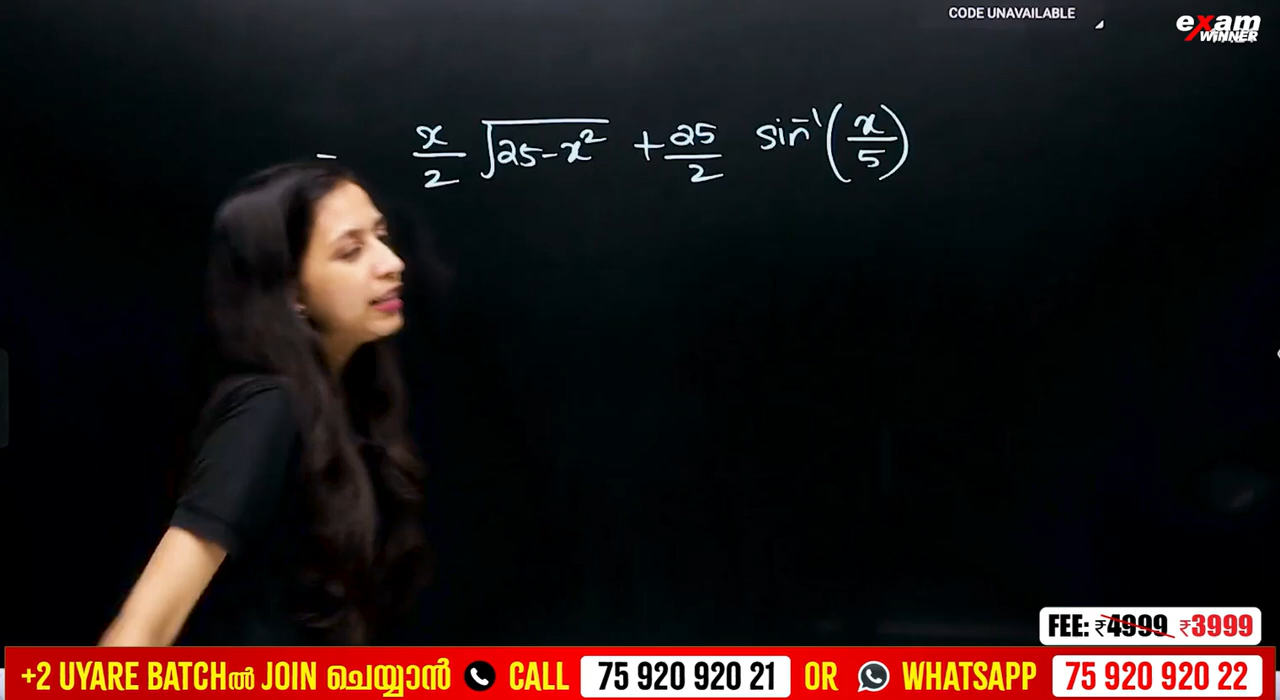 CODE UNAVAILABLE
exam
WINNER
= x/2 √(25-x²) + 25/2 sin⁻¹(x/5)
FEE: ₹4999 ₹3999
+2 UYARE BATCHൽ JOIN ചെയ്യാൻ CALL 75 920 920 21 OR WHATSAPP 75 920 920 22